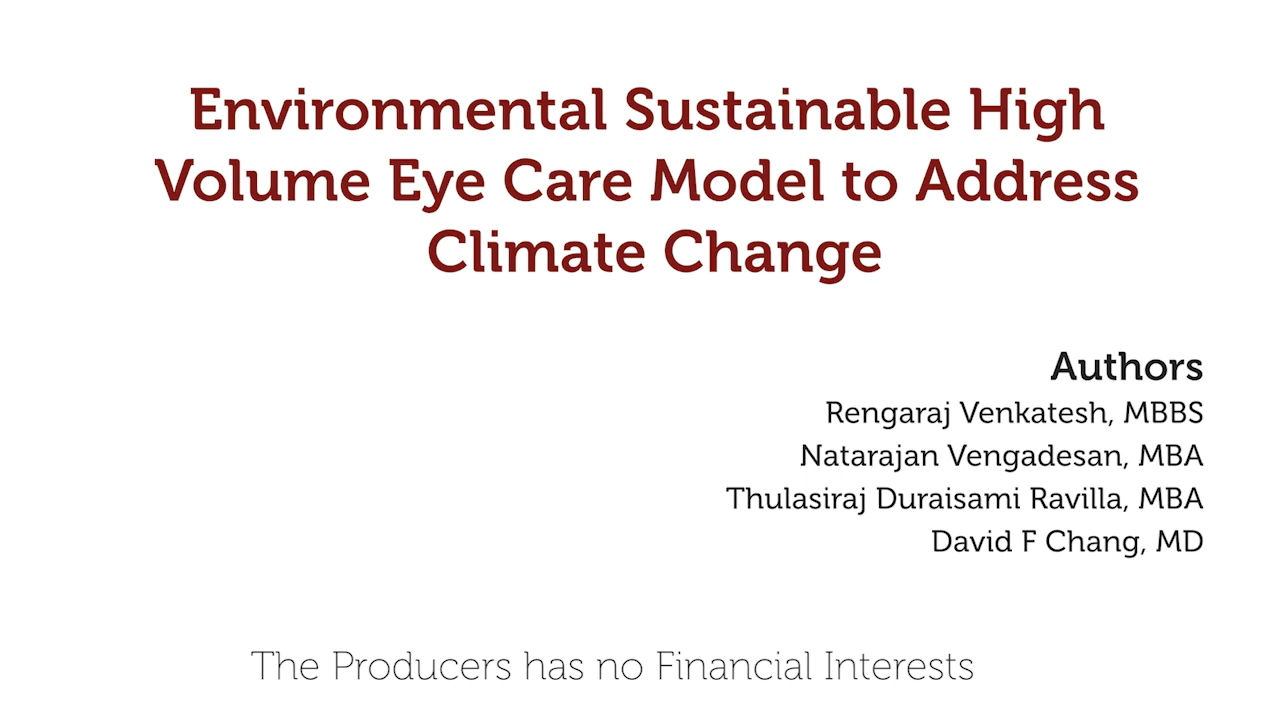 Environmental Sustainable High
Volume Eye Care Model to Address
Climate Change
Authors
Rengaraj Venkatesh, MBBS
Natarajan Vengadesan, MBA
Thulasiraj Duraisami Ravilla, MBA
David F Chang, MD
The Producers has no Financial Interests